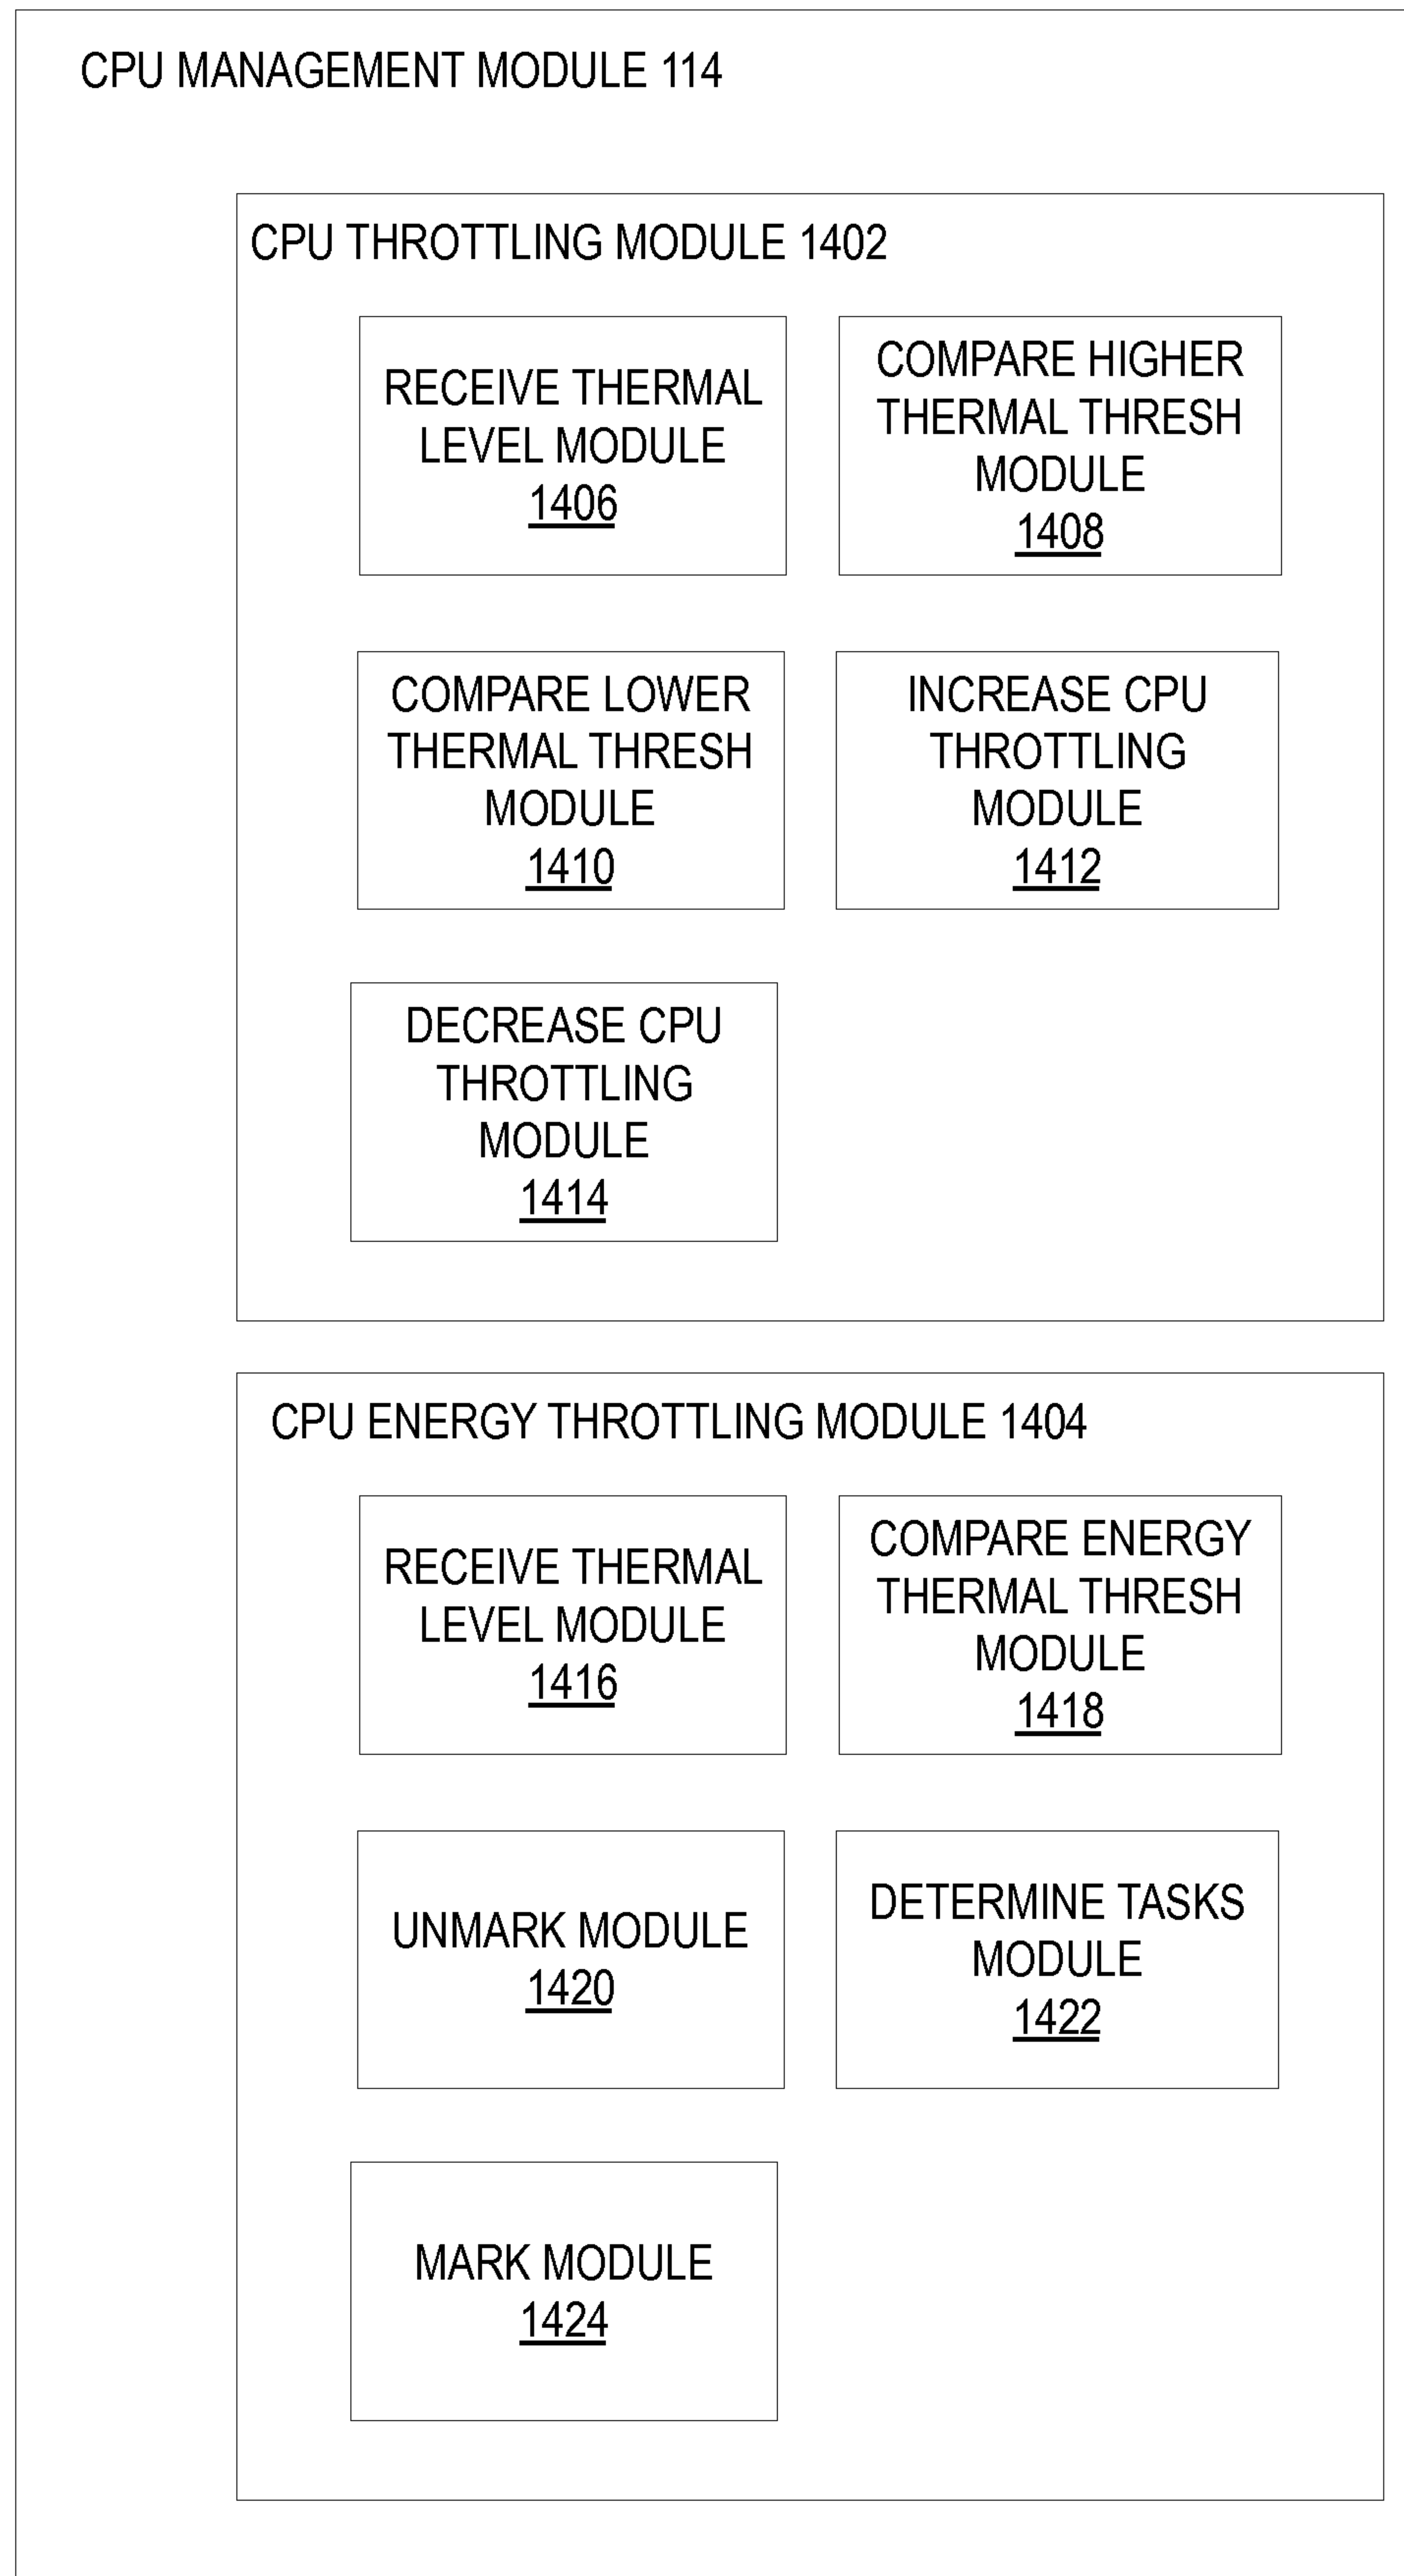 CPU MANAGEMENT MODULE 114
CPU THROTTLING MODULE 1402
RECEIVE THERMAL
LEVEL MODULE
1406
COMPARE HIGHER
THERMAL THRESH
MODULE
1408
COMPARE LOWER
THERMAL THRESH
MODULE
1410
INCREASE CPU
THROTTLING
MODULE
1412
DECREASE CPU
THROTTLING
MODULE
1414
CPU ENERGY THROTTLING MODULE 1404
RECEIVE THERMAL
LEVEL MODULE
1416
COMPARE ENERGY
THERMAL THRESH
MODULE
1418
UNMARK MODULE
1420
DETERMINE TASKS
MODULE
1422
MARK MODULE
1424